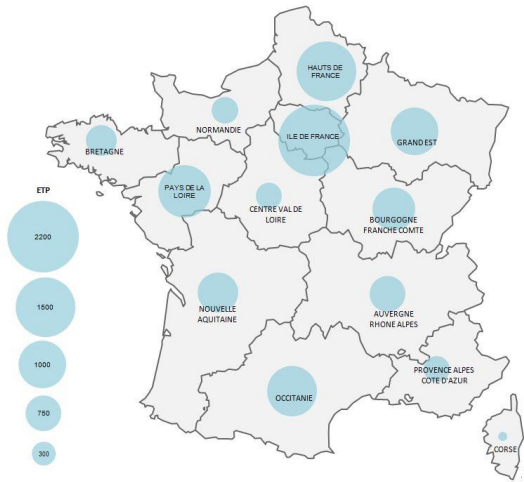 HAUTS DE
FRANCE
NORMANDIE
ILE DE FRANCE
GRAND EST
BRETAGNE
PAYS DE LA
LOIRE
CENTRE VAL DE
LOIRE
BOURGOGNE
FRANCHE COMTE
NOUVELLE
AQUITAINE
AUVERGNE
RHONE ALPES
PROVENCE ALPES
COTE D'AZUR
OCCITANIE
CORSE
ETP
2200
1500
1000
750
300